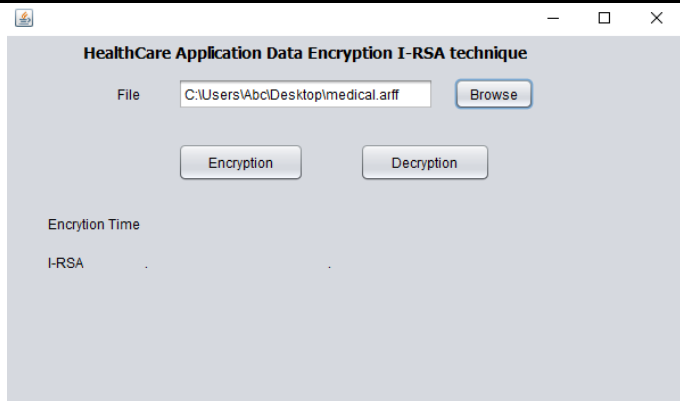 HealthCare Application Data Encryption I-RSA technique
File C:\Users\Abc\Desktop\medical.arff Browse
Encryption Decryption
Encrytion Time
I-RSA . .